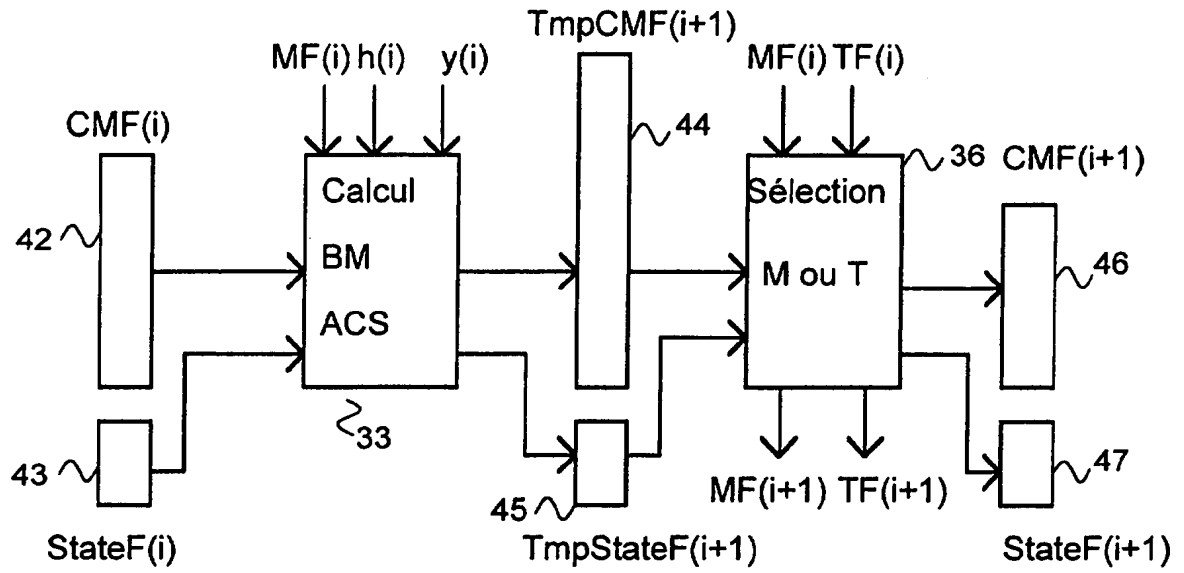 TmpCMF(i+1)
MF(i) h(i) y(i)
MF(i) TF(i)
CMF(i)
44
36
CMF(i+1)
Calcul
BM
ACS
Sélection
M ou T
42
46
33
43
45
47
MF(i+1) TF(i+1)
StateF(i)
TmpStateF(i+1)
StateF(i+1)